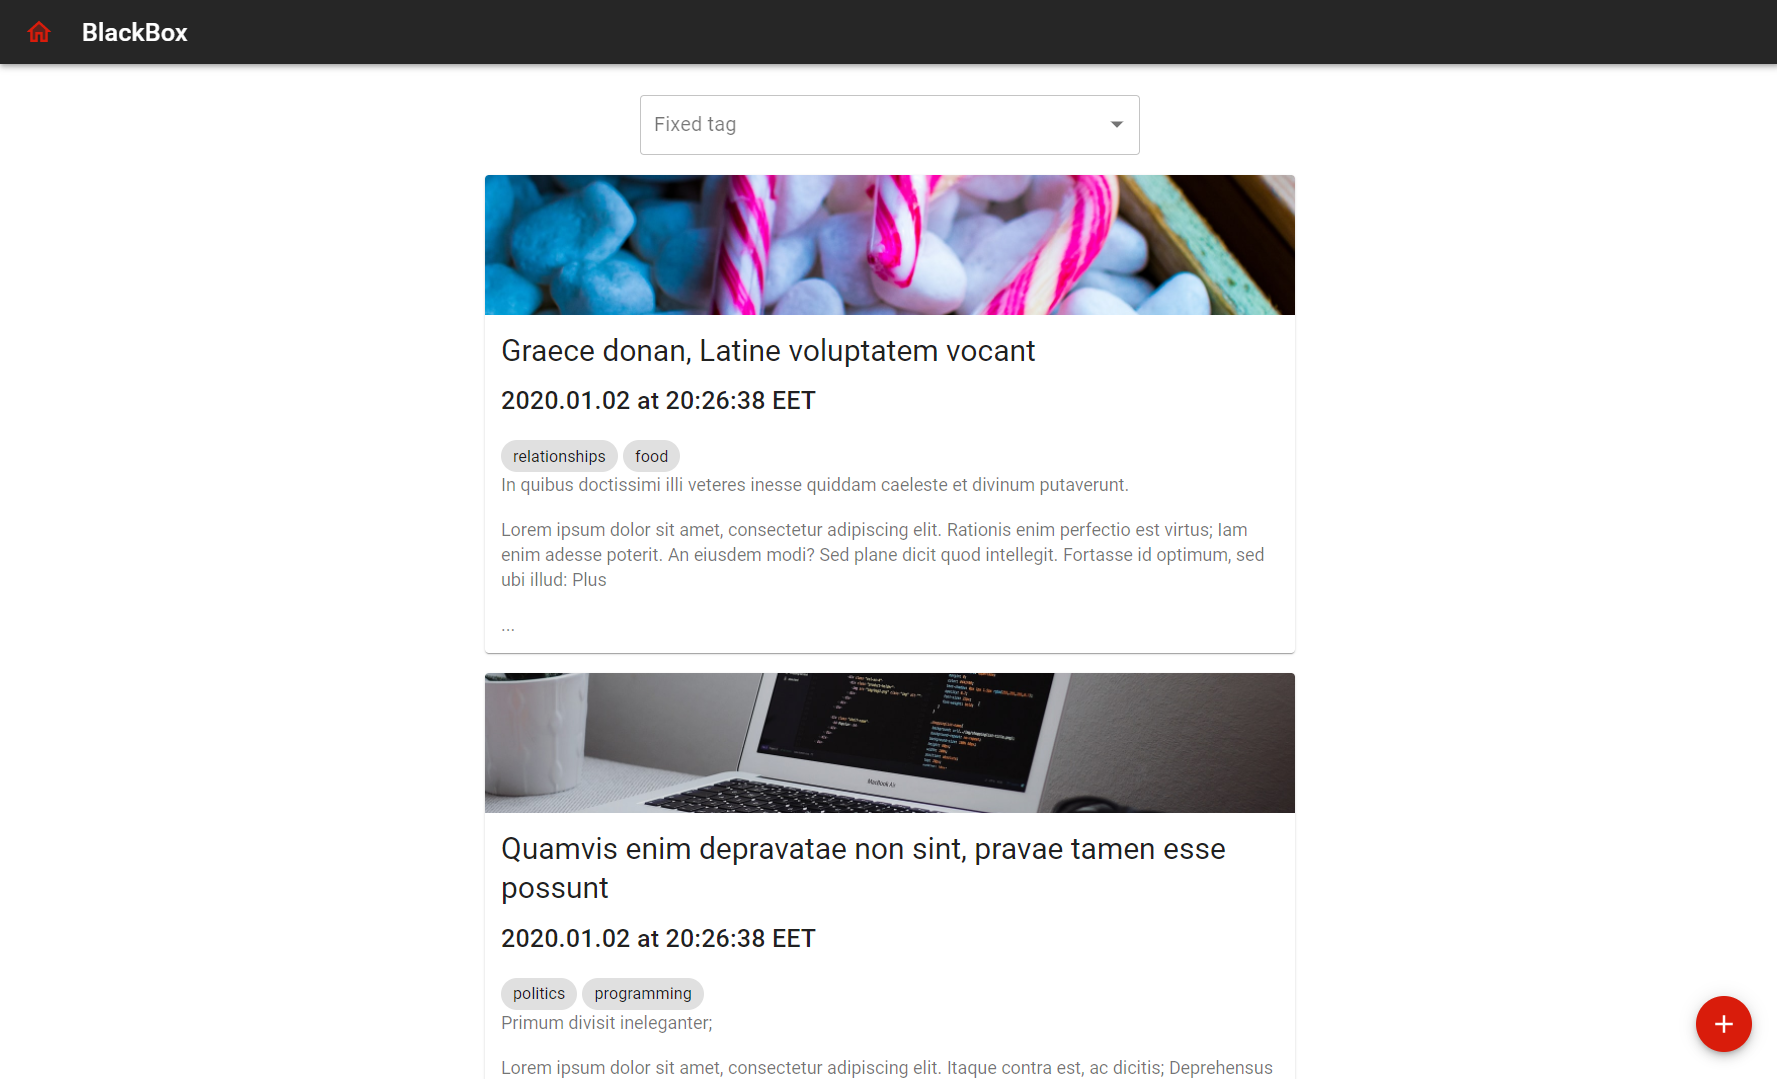 BlackBox
Fixed tag
Graece donan, Latine voluptatem vocant
2020.01.02 at 20:26:38 EET
relationships food
In quibus doctissimi illi veteres inesse quiddam caeleste et divinum putaverunt.
Lorem ipsum dolor sit amet, consectetur adipiscing elit. Rationis enim perfectio est virtus; Iam
enim adesse poterit. An eiusdem modi? Sed plane dicit quod intellegit. Fortasse id optimum, sed
ubi illud: Plus
...
MacBook Air
Quamvis enim depravatae non sint, pravae tamen esse
possunt
2020.01.02 at 20:26:38 EET
politics programming
Primum divisit ineleganter;
Lorem ipsum dolor sit amet, consectetur adipiscing elit. Itaque contra est, ac dicitis; Deprehensus